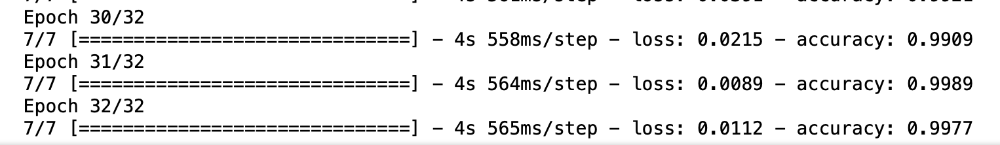 Epoch 30/32
7/7 [==============================] - 4s 558ms/step - loss: 0.0215 - accuracy: 0.9909
Epoch 31/32
7/7 [==============================] - 4s 564ms/step - loss: 0.0089 - accuracy: 0.9989
Epoch 32/32
7/7 [==============================] - 4s 565ms/step - loss: 0.0112 - accuracy: 0.9977